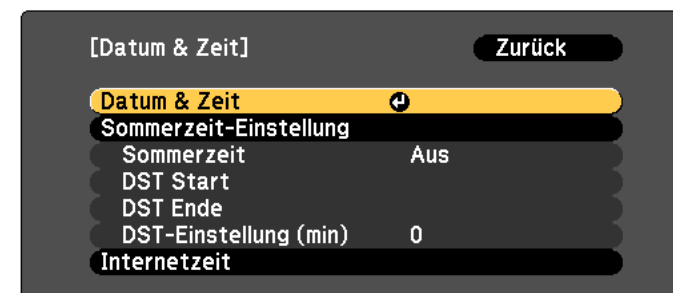 [Datum & Zeit] Zurück
Datum & Zeit
Sommerzeit-Einstellung
Sommerzeit Aus
DST Start
DST Ende
DST-Einstellung (min) 0
Internetzeit